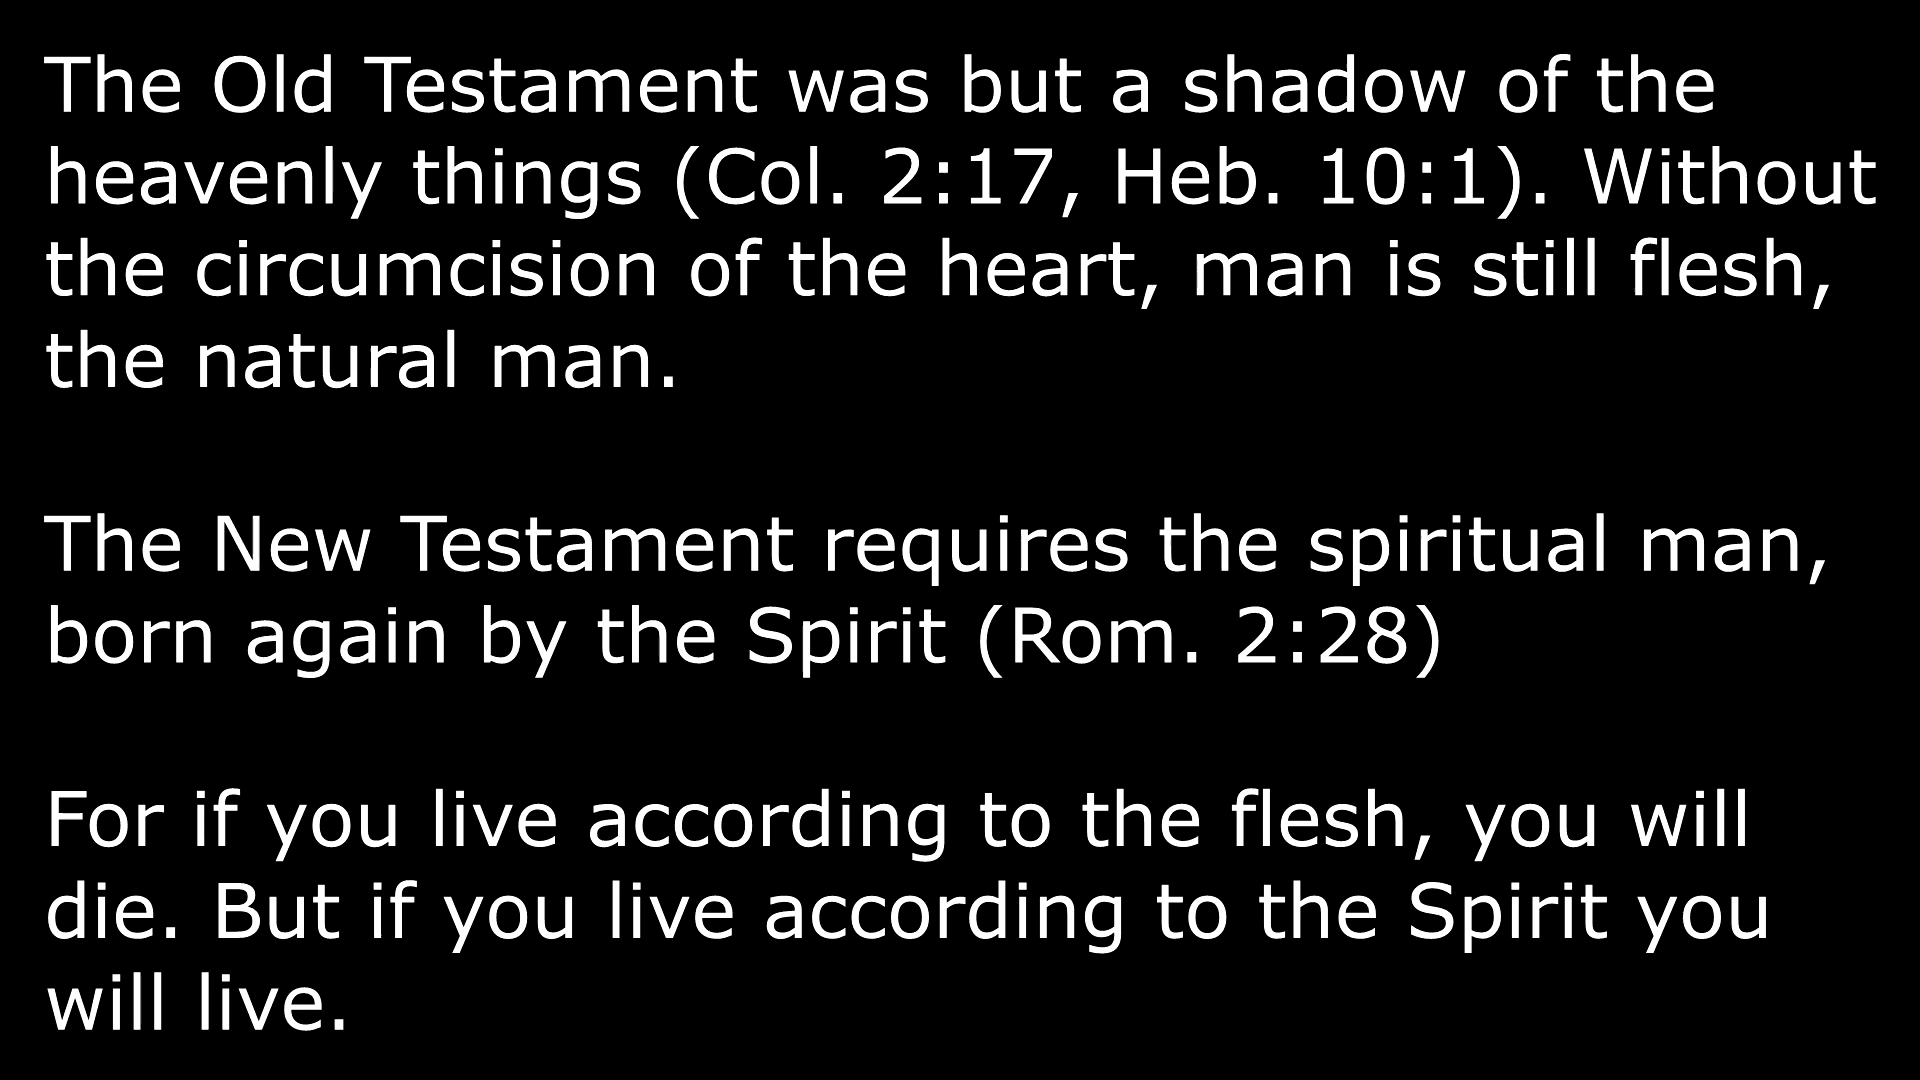 The Old Testament was but a shadow of the
heavenly things (Col. 2:17, Heb. 10:1). Without
the circumcision of the heart, man is still flesh,
the natural man.
The New Testament requires the spiritual man,
born again by the Spirit (Rom. 2:28)
For if you live according to the flesh, you will
die. But if you live according to the Spirit you
will live.